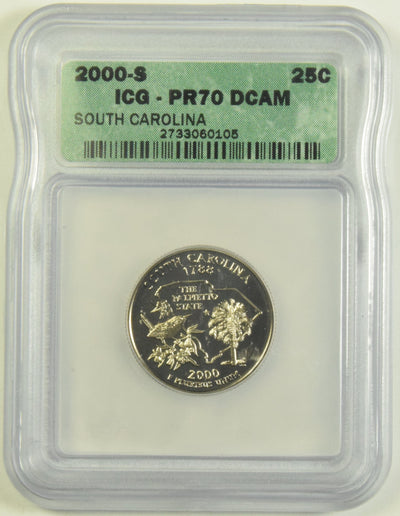 2000-S 25C
ICG - PR70 DCAM
SOUTH CAROLINA
2733060105
SOUTH CAROLINA
1788
THE
PALMETTO
STATE
2000
E PLURIBUS UNUM